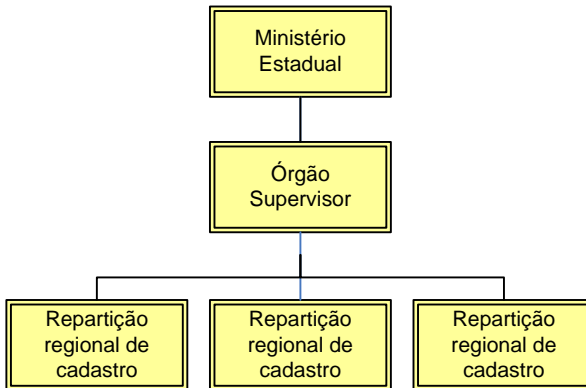 Ministério
Estadual
Órgão
Supervisor
Repartição
regional de
cadastro
Repartição
regional de
cadastro
Repartição
regional de
cadastro